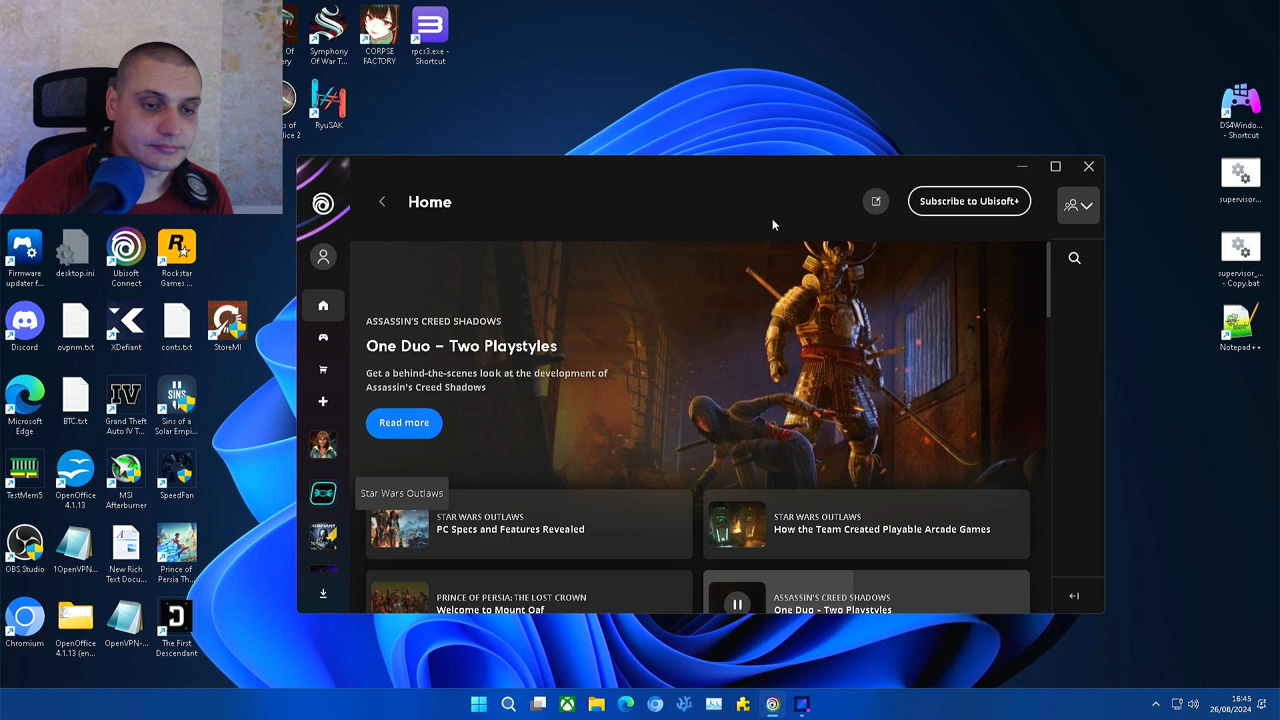 Of
ery
Symphony
Of War T...
CORPSE
FACTORY
rpcs3.exe -
Shortcut
ts of
lice 2
RyuSAK
DS4Windo...
- Shortcut
supervisor...
supervisor_...
- Copy.bat
Notepad++
Firmware
updater f...
desktop.ini
Ubisoft
Connect
Rockstar
Games ...
Discord
ovpnm.txt
XDefiant
conts.txt
StoreMI
Microsoft
Edge
BTC.txt
IV
Grand Theft
Auto IV T...
SINS
Sins of a
Solar Empi...
TestMem5
OpenOffice
4.1.13
MSI
Afterburner
SpeedFan
OBS Studio
1OpenVPN...
New Rich
Text Docu...
Prince of
Persia Th...
Chromium
OpenOffice
4.1.13 (en...
OpenVPN-...
The First
Descendant
Home
Subscribe to Ubisoft+
ASSASSIN'S CREED SHADOWS
One Duo – Two Playstyles
Get a behind-the-scenes look at the development of
Assassin's Creed Shadows
Read more
Star Wars Outlaws
STAR WARS OUTLAWS
PC Specs and Features Revealed
STAR WARS OUTLAWS
How the Team Created Playable Arcade Games
PRINCE OF PERSIA: THE LOST CROWN
Welcome to Mount Qaf
ASSASSIN'S CREED SHADOWS
One Duo - Two Playstyles
16:45
26/08/2024